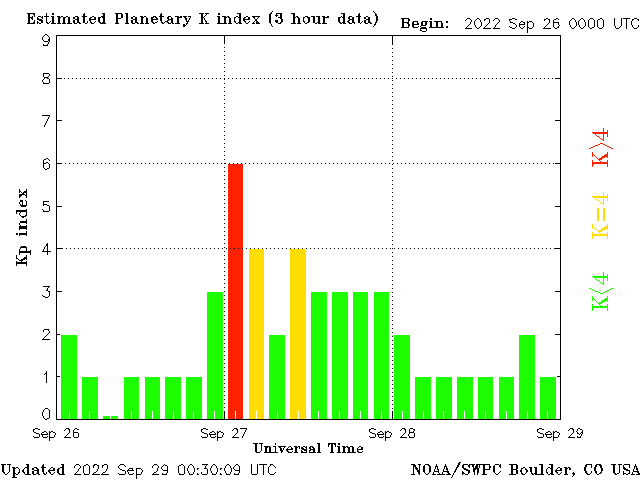 Estimated Planetary K index (3 hour data)
Begin: 2022 Sep 26 0000 UTC
9
8
7
6
5
4
3
2
1
0
Kp index
K>4
K=4
K<4
Sep 26 Sep 27 Sep 28 Sep 29
Universal Time
Updated 2022 Sep 29 00:30:09 UTC
NOAA/SWPC Boulder, CO USA